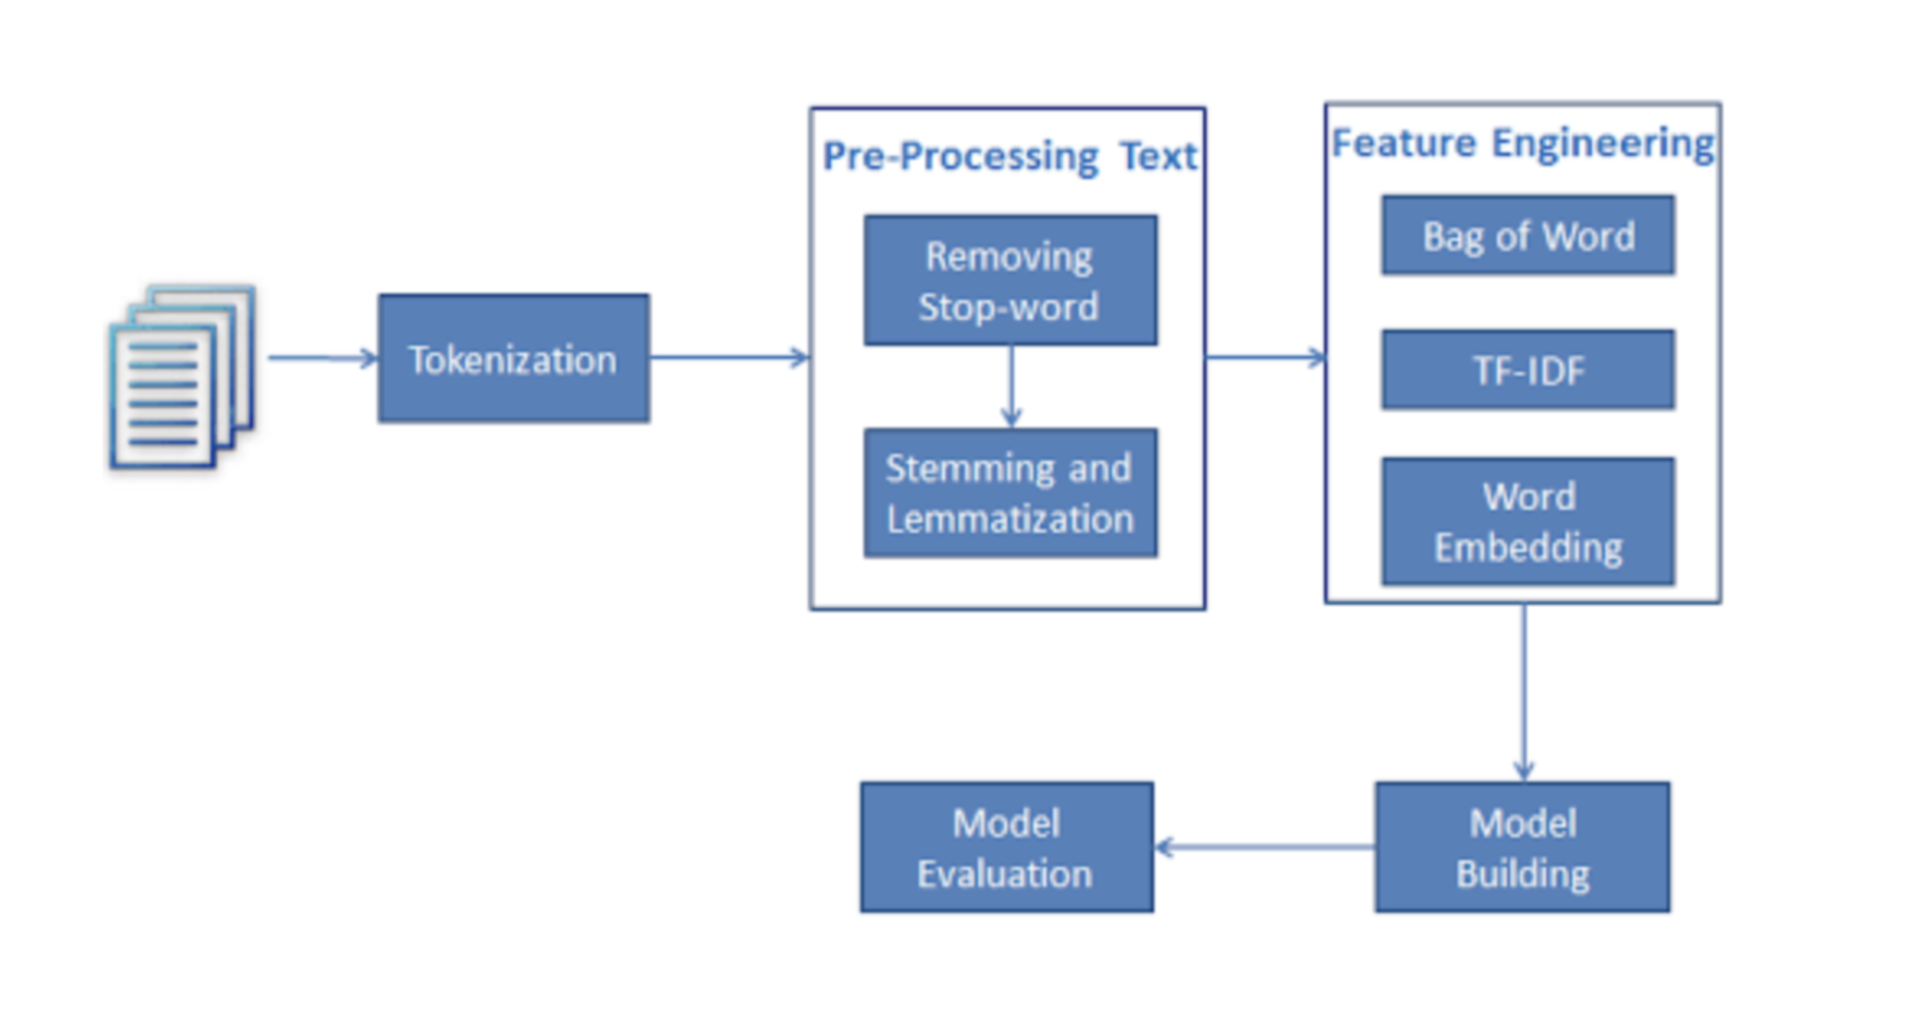 Tokenization
Pre-Processing Text
Removing
Stop-word
Stemming and
Lemmatization
Feature Engineering
Bag of Word
TF-IDF
Word
Embedding
Model
Building
Model
Evaluation